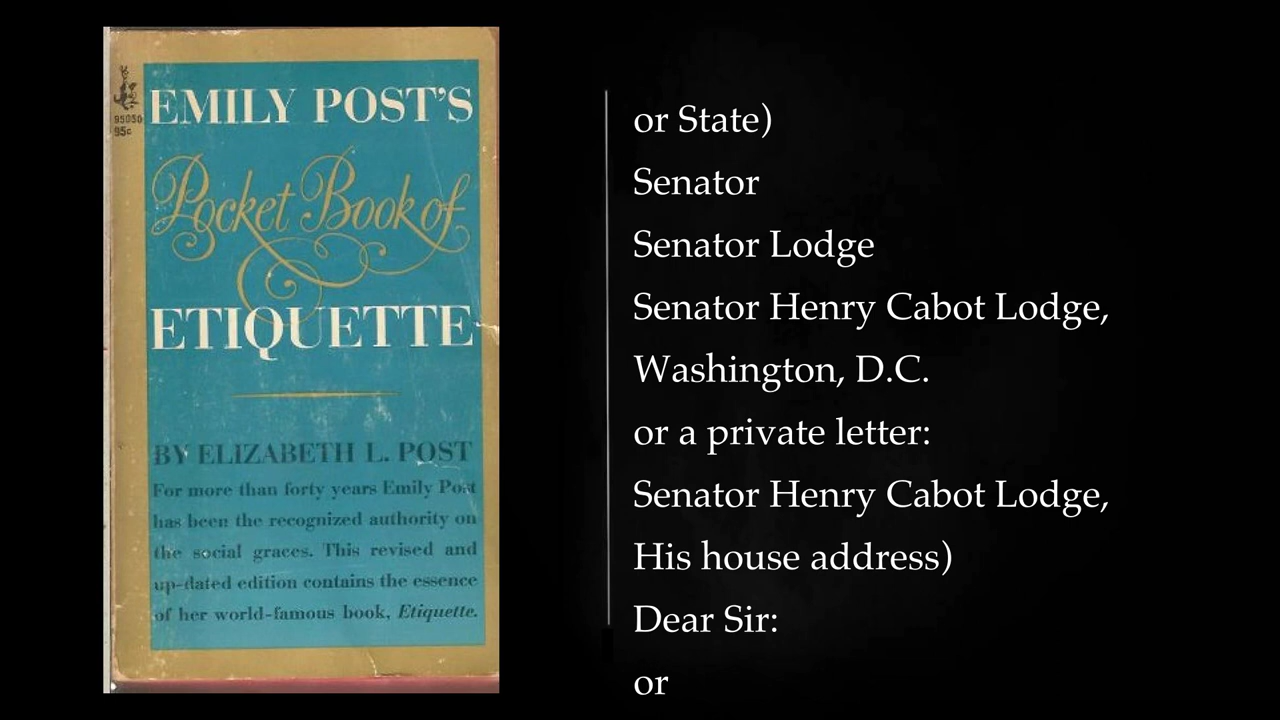 EMILY POST'S
Pocket Book of
ETIQUETTE
95050
95c
BY ELIZABETH L. POST
For more than forty years Emily Post
has been the recognized authority on
the social graces. This revised and
up-dated edition contains the essence
of her world-famous book, Etiquette.
or State)
Senator
Senator Lodge
Senator Henry Cabot Lodge,
Washington, D.C.
or a private letter:
Senator Henry Cabot Lodge,
His house address)
Dear Sir:
or